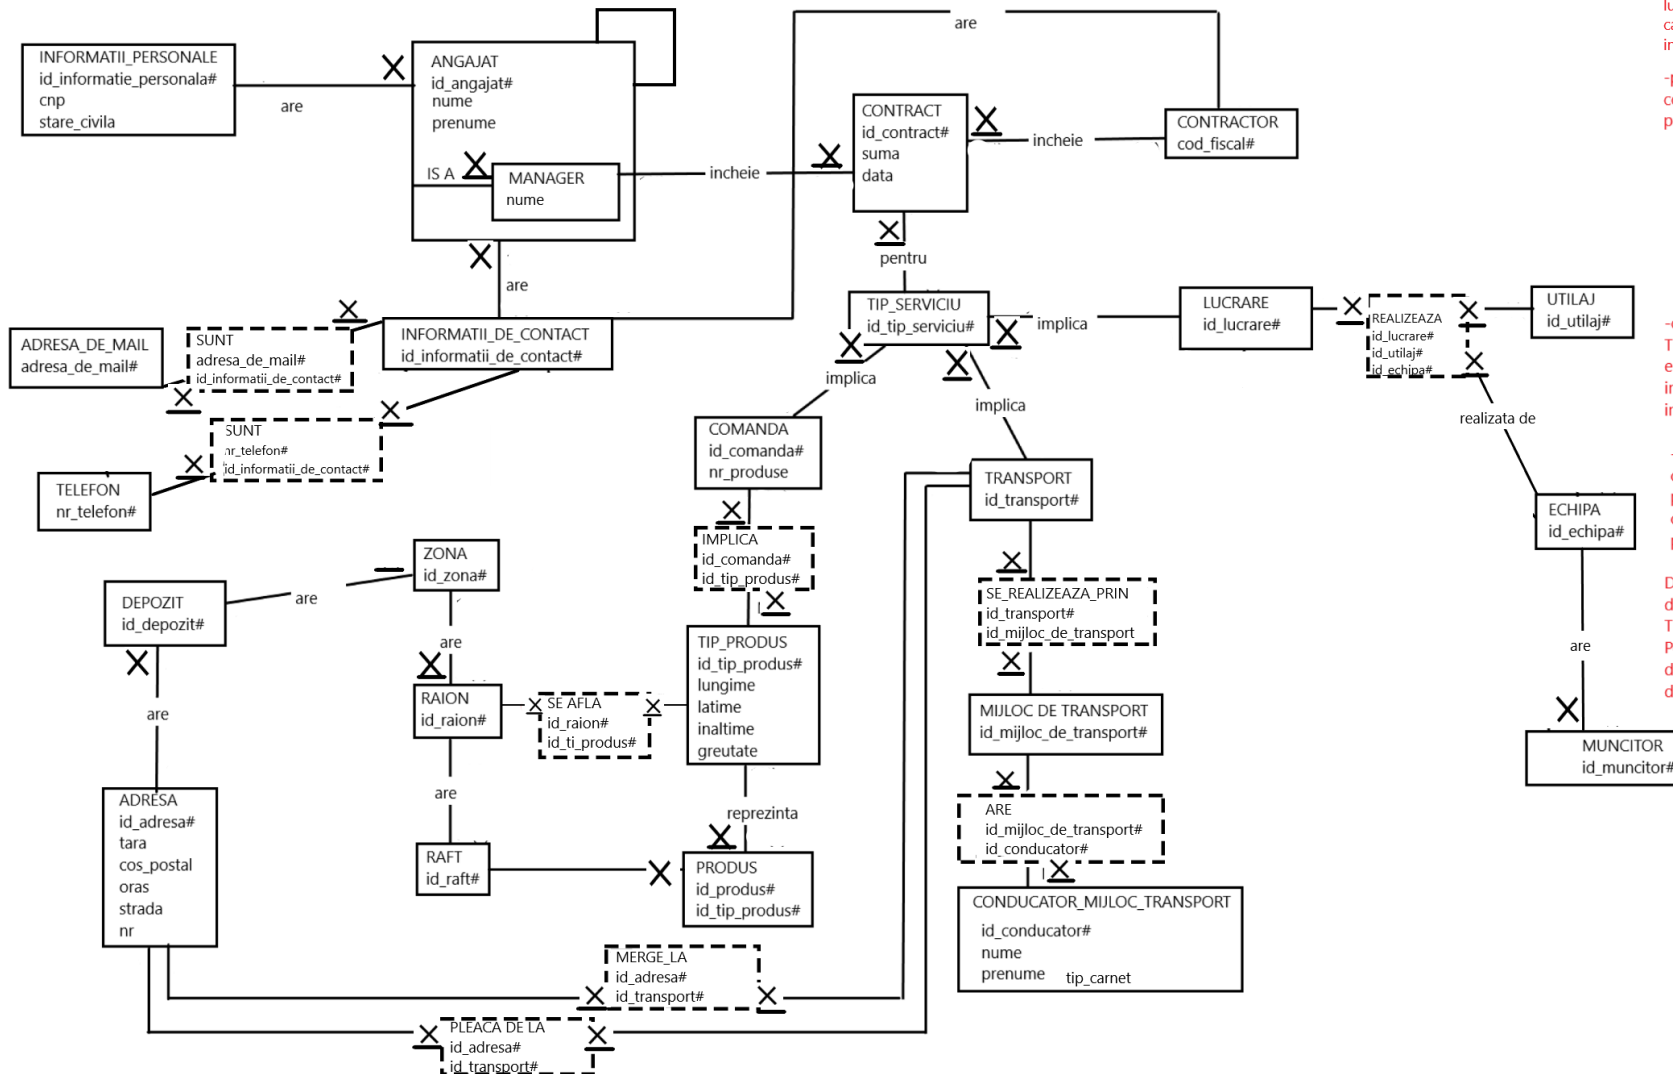 are
INFORMATII_PERSONALE
id_informatie_personala#
cnp
stare_civila
are
ANGAJAT
id_angajat#
nume
prenume
IS A
MANAGER
nume
incheie
CONTRACT
id_contract#
suma
data
incheie
CONTRACTOR
cod_fiscal#
pentru
are
TIP_SERVICIU
id_tip_serviciu#
implica
LUCRARE
id_lucrare#
REALIZEAZA
id_lucrare#
id_utilaj#
id_echipa#
UTILAJ
id_utilaj#
ADRESA_DE_MAIL
adresa_de_mail#
SUNT
adresa_de_mail#
id_informatii_de_contact#
INFORMATII_DE_CONTACT
id_informatii_de_contact#
implica
implica
realizata de
SUNT
nr_telefon#
id_informatii_de_contact#
TELEFON
nr_telefon#
COMANDA
id_comanda#
nr_produse
TRANSPORT
id_transport#
ECHIPA
id_echipa#
IMPLICA
id_comanda#
id_tip_produs#
ZONA
id_zona#
are
DEPOZIT
id_depozit#
SE_REALIZEAZA_PRIN
id_transport#
id_mijloc_de_transport
are
are
TIP_PRODUS
id_tip_produs#
lungime
latime
inaltime
greutate
RAION
id_raion#
SE AFLA
id_raion#
id_ti_produs#
are
MIJLOC DE TRANSPORT
id_mijloc_de_transport#
MUNCITOR
id_muncitor#
are
reprezinta
ADRESA
id_adresa#
tara
cos_postal
oras
strada
nr
ARE
id_mijloc_de_transport#
id_conducator#
RAFT
id_raft#
PRODUS
id_produs#
id_tip_produs#
CONDUCATOR_MIJLOC_TRANSPORT
id_conducator#
nume
prenume tip_carnet
MERGE_LA
id_adresa#
id_transport#
PLEACA DE LA
id_adresa#
id_transport#